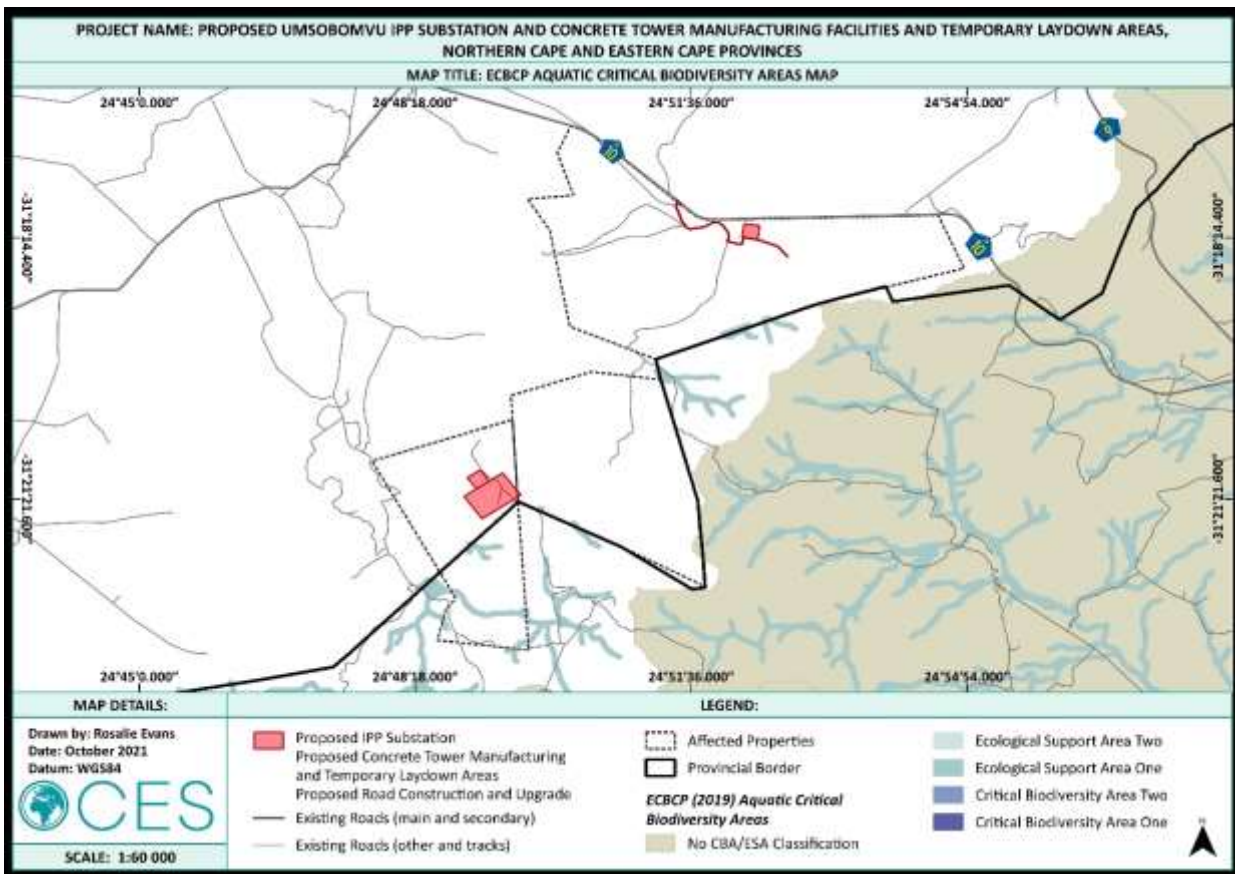 PROJECT NAME: PROPOSED UMSOBOMVU IPP SUBSTATION AND CONCRETE TOWER MANUFACTURING FACILITIES AND TEMPORARY LAYDOWN AREAS,
NORTHERN CAPE AND EASTERN CAPE PROVINCES
MAP TITLE: ECBCP AQUATIC CRITICAL BIODIVERSITY AREAS MAP
24°45'0.000"
24°48'18.000"
24°51'36.000"
24°54'54.000"
10
9
10
-31°18'14.400"
-31°18'14.400"
-31°21'21.600"
-31°21'21.600"
24°45'0.000"
24°48'18.000"
24°51'36.000"
24°54'54.000"
MAP DETAILS:
Drawn by: Rosalie Evans
Date: October 2021
Datum: WGS84
CES
SCALE: 1:60 000
LEGEND:
Proposed IPP Substation
Proposed Concrete Tower Manufacturing
and Temporary Laydown Areas
Proposed Road Construction and Upgrade
Existing Roads (main and secondary)
Existing Roads (other and tracks)
Affected Properties
Provincial Border
ECBCP (2019) Aquatic Critical
Biodiversity Areas
No CBA/ESA Classification
Ecological Support Area Two
Ecological Support Area One
Critical Biodiversity Area Two
Critical Biodiversity Area One